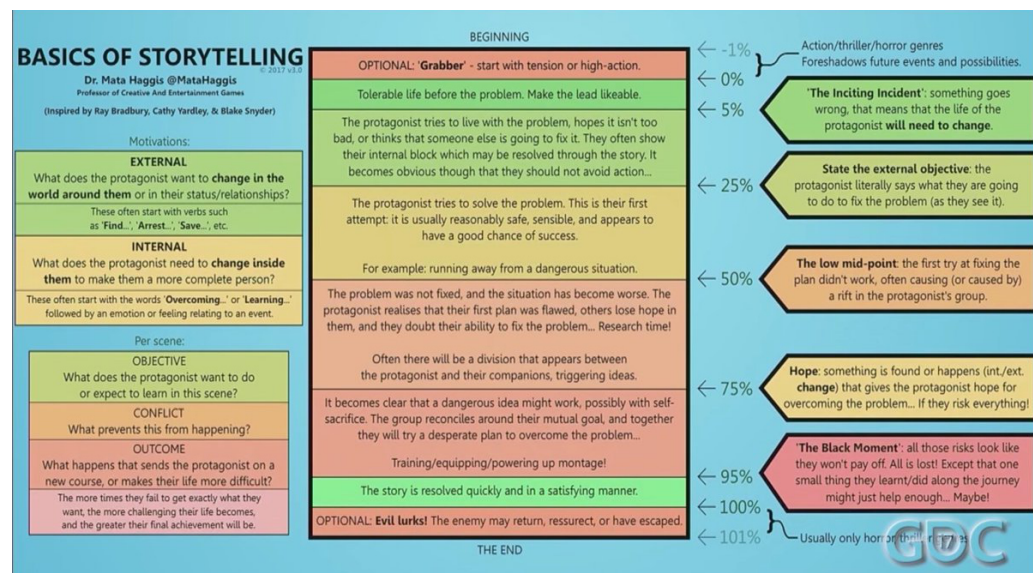 BASICS OF STORYTELLING
© 2017 v3.0
Dr. Mata Haggis @MataHaggis
Professor of Creative And Entertainment Games
(Inspired by Ray Bradbury, Cathy Yardley, & Blake Snyder)
Motivations:
EXTERNAL
What does the protagonist want to change in the
world around them or in their status/relationships?
These often start with verbs such
as 'Find...', 'Arrest...', 'Save...', etc.
INTERNAL
What does the protagonist need to change inside
them to make them a more complete person?
These often start with the words 'Overcoming...' or 'Learning...'
followed by an emotion or feeling relating to an event.
Per scene:
OBJECTIVE
What does the protagonist want to do
or expect to learn in this scene?
CONFLICT
What prevents this from happening?
OUTCOME
What happens that sends the protagonist on a
new course, or makes their life more difficult?
The more times they fail to get exactly what they
want, the more challenging their life becomes,
and the greater their final achievement will be.
BEGINNING
OPTIONAL: 'Grabber' - start with tension or high-action.
Tolerable life before the problem. Make the lead likeable.
The protagonist tries to live with the problem, hopes it isn't too
bad, or thinks that someone else is going to fix it. They often show
their internal block which may be resolved through the story. It
becomes obvious though that they should not avoid action...
The protagonist tries to solve the problem. This is their first
attempt: it is usually reasonably safe, sensible, and appears to
have a good chance of success.
For example: running away from a dangerous situation.
The problem was not fixed, and the situation has become worse. The
protagonist realises that their first plan was flawed, others lose hope in
them, and they doubt their ability to fix the problem... Research time!
Often there will be a division that appears between
the protagonist and their companions, triggering ideas.
It becomes clear that a dangerous idea might work, possibly with self-
sacrifice. The group reconciles around their mutual goal, and together
they will try a desperate plan to overcome the problem...
Training/equipping/powering up montage!
The story is resolved quickly and in a satisfying manner.
OPTIONAL: Evil lurks! The enemy may return, ressurect, or have escaped.
THE END
← -1%
← 0%
← 5%
← 25%
← 50%
← 75%
← 95%
← 100%
← 101%
Action/thriller/horror genres
Foreshadows future events and possibilities.
'The Inciting Incident': something goes
wrong, that means that the life of the
protagonist will need to change.
State the external objective: the
protagonist literally says what they are going
to do to fix the problem (as they see it).
The low mid-point: the first try at fixing the
plan didn't work, often causing (or caused by)
a rift in the protagonist's group.
Hope: something is found or happens (int./ext.
change) that gives the protagonist hope for
overcoming the problem... If they risk everything!
'The Black Moment': all those risks look like
they won't pay off. All is lost! Except that one
small thing they learnt/did along the journey
might just help enough... Maybe!
Usually only horror/thriller
GDC
17